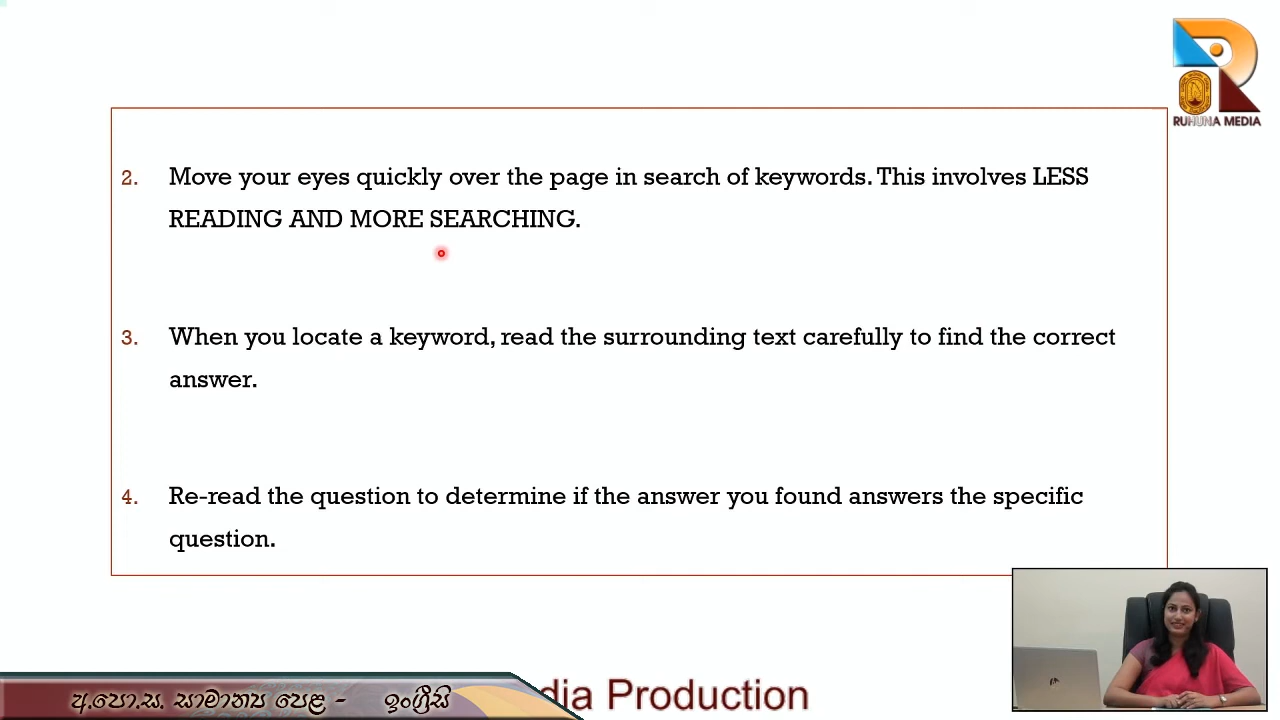 RUHUNA MEDIA
2. Move your eyes quickly over the page in search of keywords. This involves LESS
READING AND MORE SEARCHING.
3. When you locate a keyword, read the surrounding text carefully to find the correct
answer.
4. Re-read the question to determine if the answer you found answers the specific
question.
අ.පො.ස. සාමාන්‍ය පෙළ - ඉංග්‍රීසි
dia Production